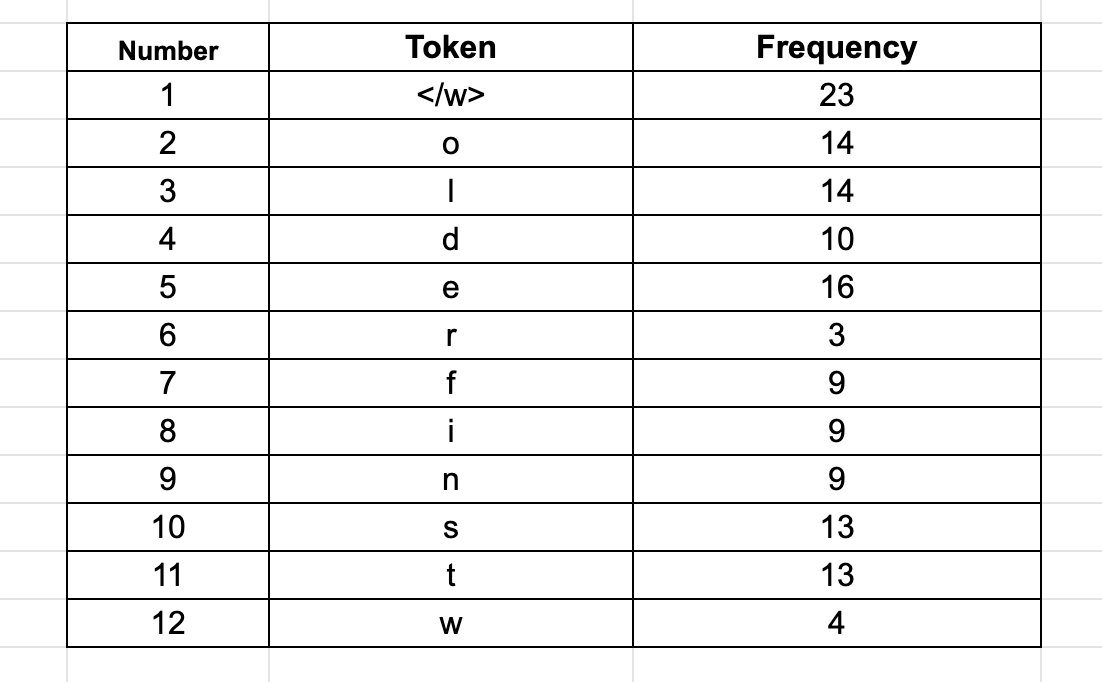 Number Token Frequency
1 </w> 23
2 o 14
3 l 14
4 d 10
5 e 16
6 r 3
7 f 9
8 i 9
9 n 9
10 s 13
11 t 13
12 w 4